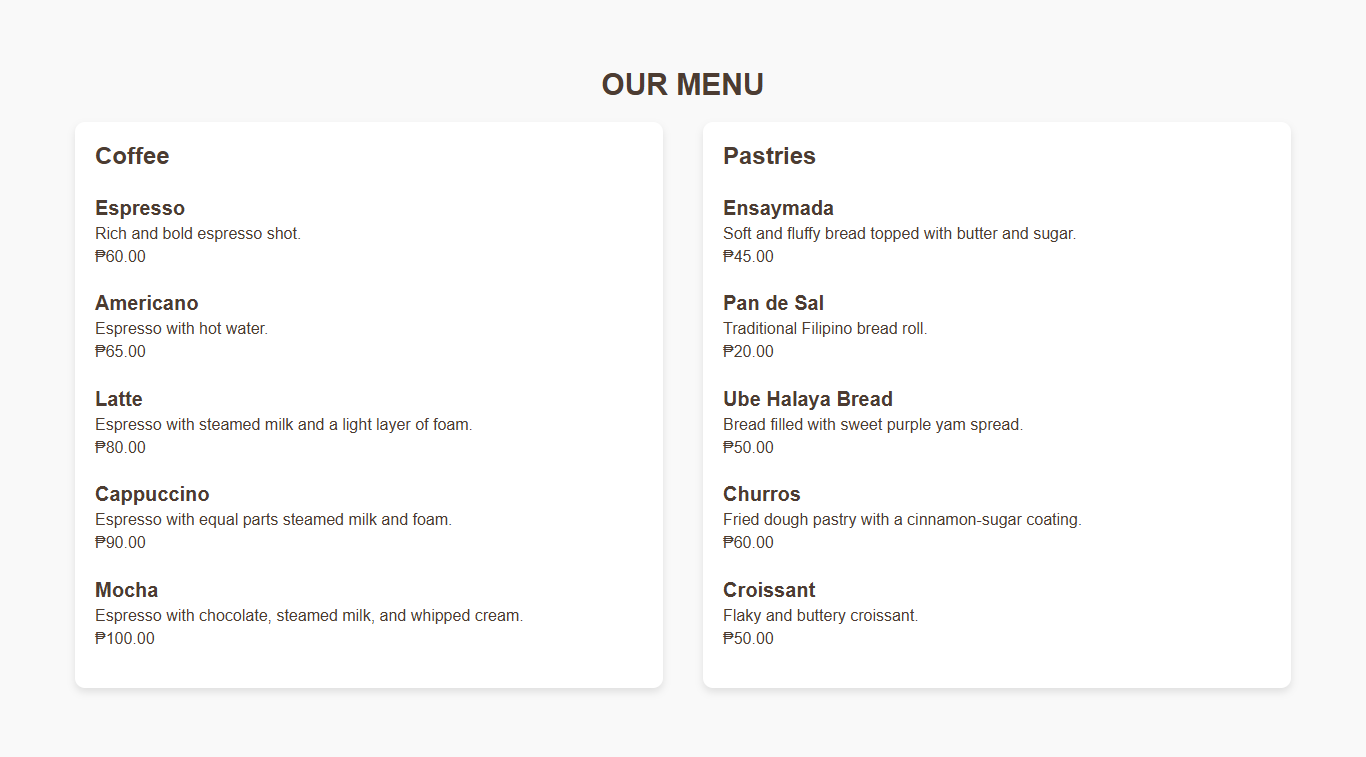 OUR MENU
Coffee
Espresso
Rich and bold espresso shot.
₱60.00
Americano
Espresso with hot water.
₱65.00
Latte
Espresso with steamed milk and a light layer of foam.
₱80.00
Cappuccino
Espresso with equal parts steamed milk and foam.
₱90.00
Mocha
Espresso with chocolate, steamed milk, and whipped cream.
₱100.00
Pastries
Ensaymada
Soft and fluffy bread topped with butter and sugar.
₱45.00
Pan de Sal
Traditional Filipino bread roll.
₱20.00
Ube Halaya Bread
Bread filled with sweet purple yam spread.
₱50.00
Churros
Fried dough pastry with a cinnamon-sugar coating.
₱60.00
Croissant
Flaky and buttery croissant.
₱50.00